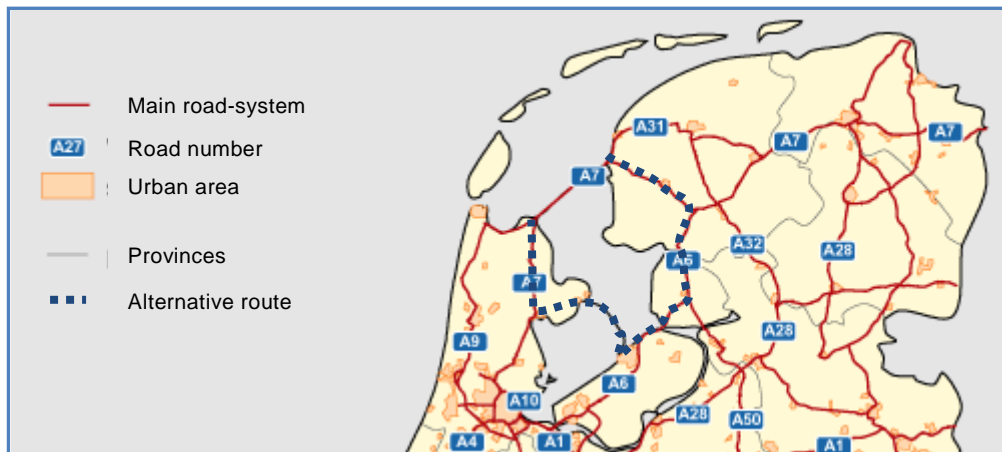 Main road-system
A27 Road number
Urban area
Provinces
Alternative route
A31
A7
A7
A7
A32
A28
A6
A7
A28
A9
A6
A10
A28
A50
A4
A1
A1